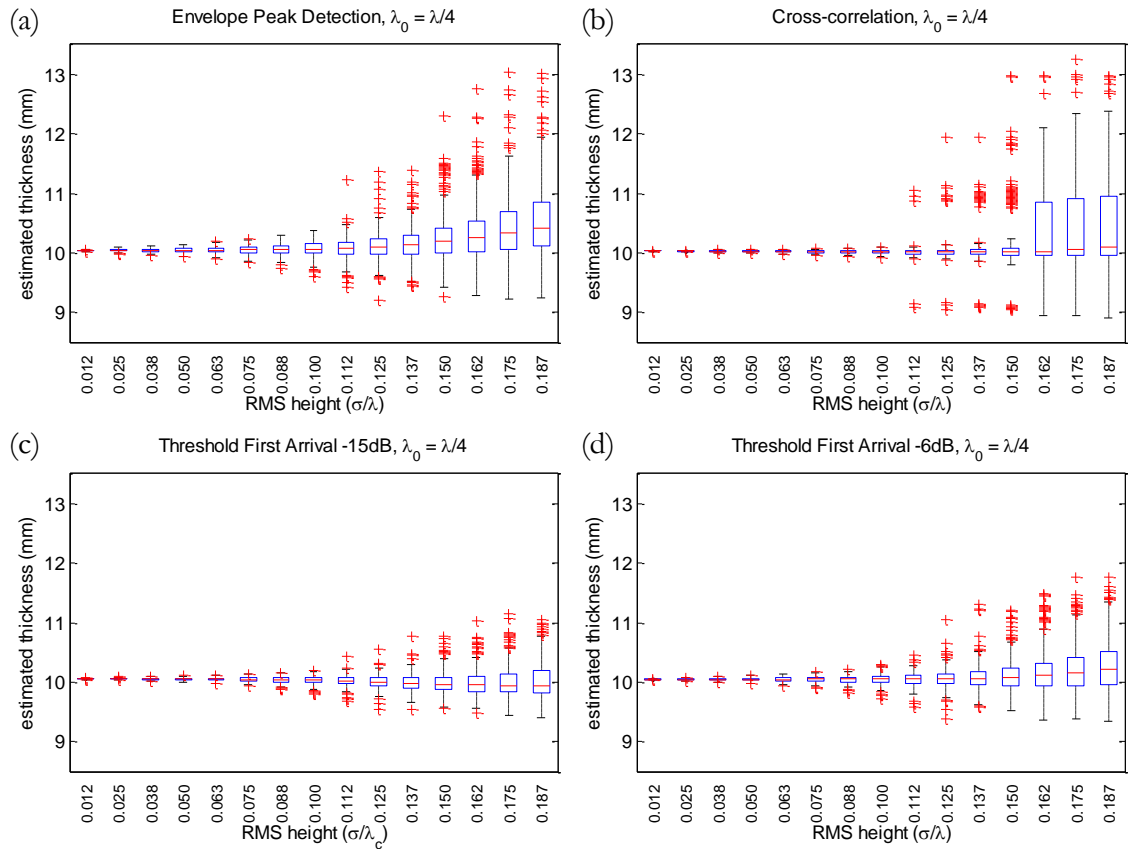 (a)
Envelope Peak Detection, λ0 = λ/4
estimated thickness (mm)
13
12
11
10
9
0.012 0.025 0.038 0.050 0.063 0.075 0.088 0.100 0.112 0.125 0.137 0.150 0.162 0.175 0.187
RMS height (σ/λ)
(b)
Cross-correlation, λ0 = λ/4
estimated thickness (mm)
13
12
11
10
9
0.012 0.025 0.038 0.050 0.063 0.075 0.088 0.100 0.112 0.125 0.137 0.150 0.162 0.175 0.187
RMS height (σ/λ)
(c)
Threshold First Arrival -15dB, λ0 = λ/4
estimated thickness (mm)
13
12
11
10
9
0.012 0.025 0.038 0.050 0.063 0.075 0.088 0.100 0.112 0.125 0.137 0.150 0.162 0.175 0.187
RMS height (σ/λc)
(d)
Threshold First Arrival -6dB, λ0 = λ/4
estimated thickness (mm)
13
12
11
10
9
0.012 0.025 0.038 0.050 0.063 0.075 0.088 0.100 0.112 0.125 0.137 0.150 0.162 0.175 0.187
RMS height (σ/λ)